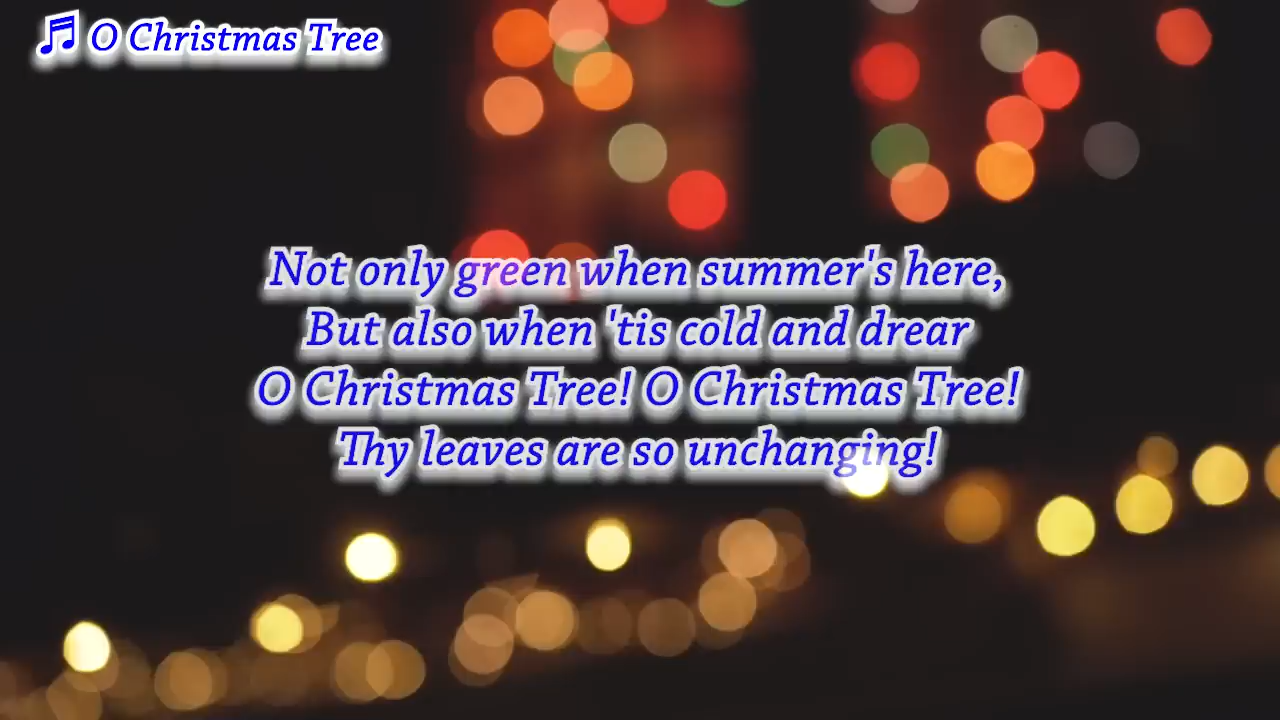 🎵 O Christmas Tree
Not only green when summer's here,
But also when 'tis cold and drear
O Christmas Tree! O Christmas Tree!
Thy leaves are so unchanging!